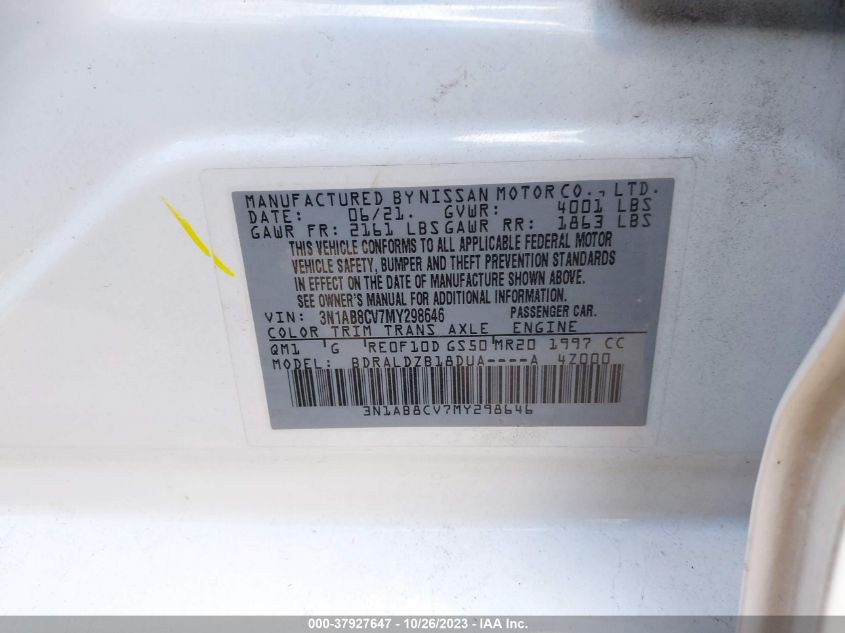 MANUFACTURED BY NISSAN MOTOR CO., LTD.
DATE: 06/21. GVWR: 4001 LBS
GAWR FR: 2161 LBS GAWR RR: 1863 LBS
THIS VEHICLE CONFORMS TO ALL APPLICABLE FEDERAL MOTOR
VEHICLE SAFETY, BUMPER AND THEFT PREVENTION STANDARDS
IN EFFECT ON THE DATE OF MANUFACTURE SHOWN ABOVE.
SEE OWNER'S MANUAL FOR ADDITIONAL INFORMATION.
VIN: 3N1AB8CV7MY298646 PASSENGER CAR.
COLOR TRIM TRANS AXLE ENGINE
QM1 'G 'RE0F10D GS50'MR20 1997 CC
MODEL: BDRALDZB18DUA----A 4Z000
3N1AB8CV7MY298646
000-37927647 - 10/26/2023 - © IAA Inc.